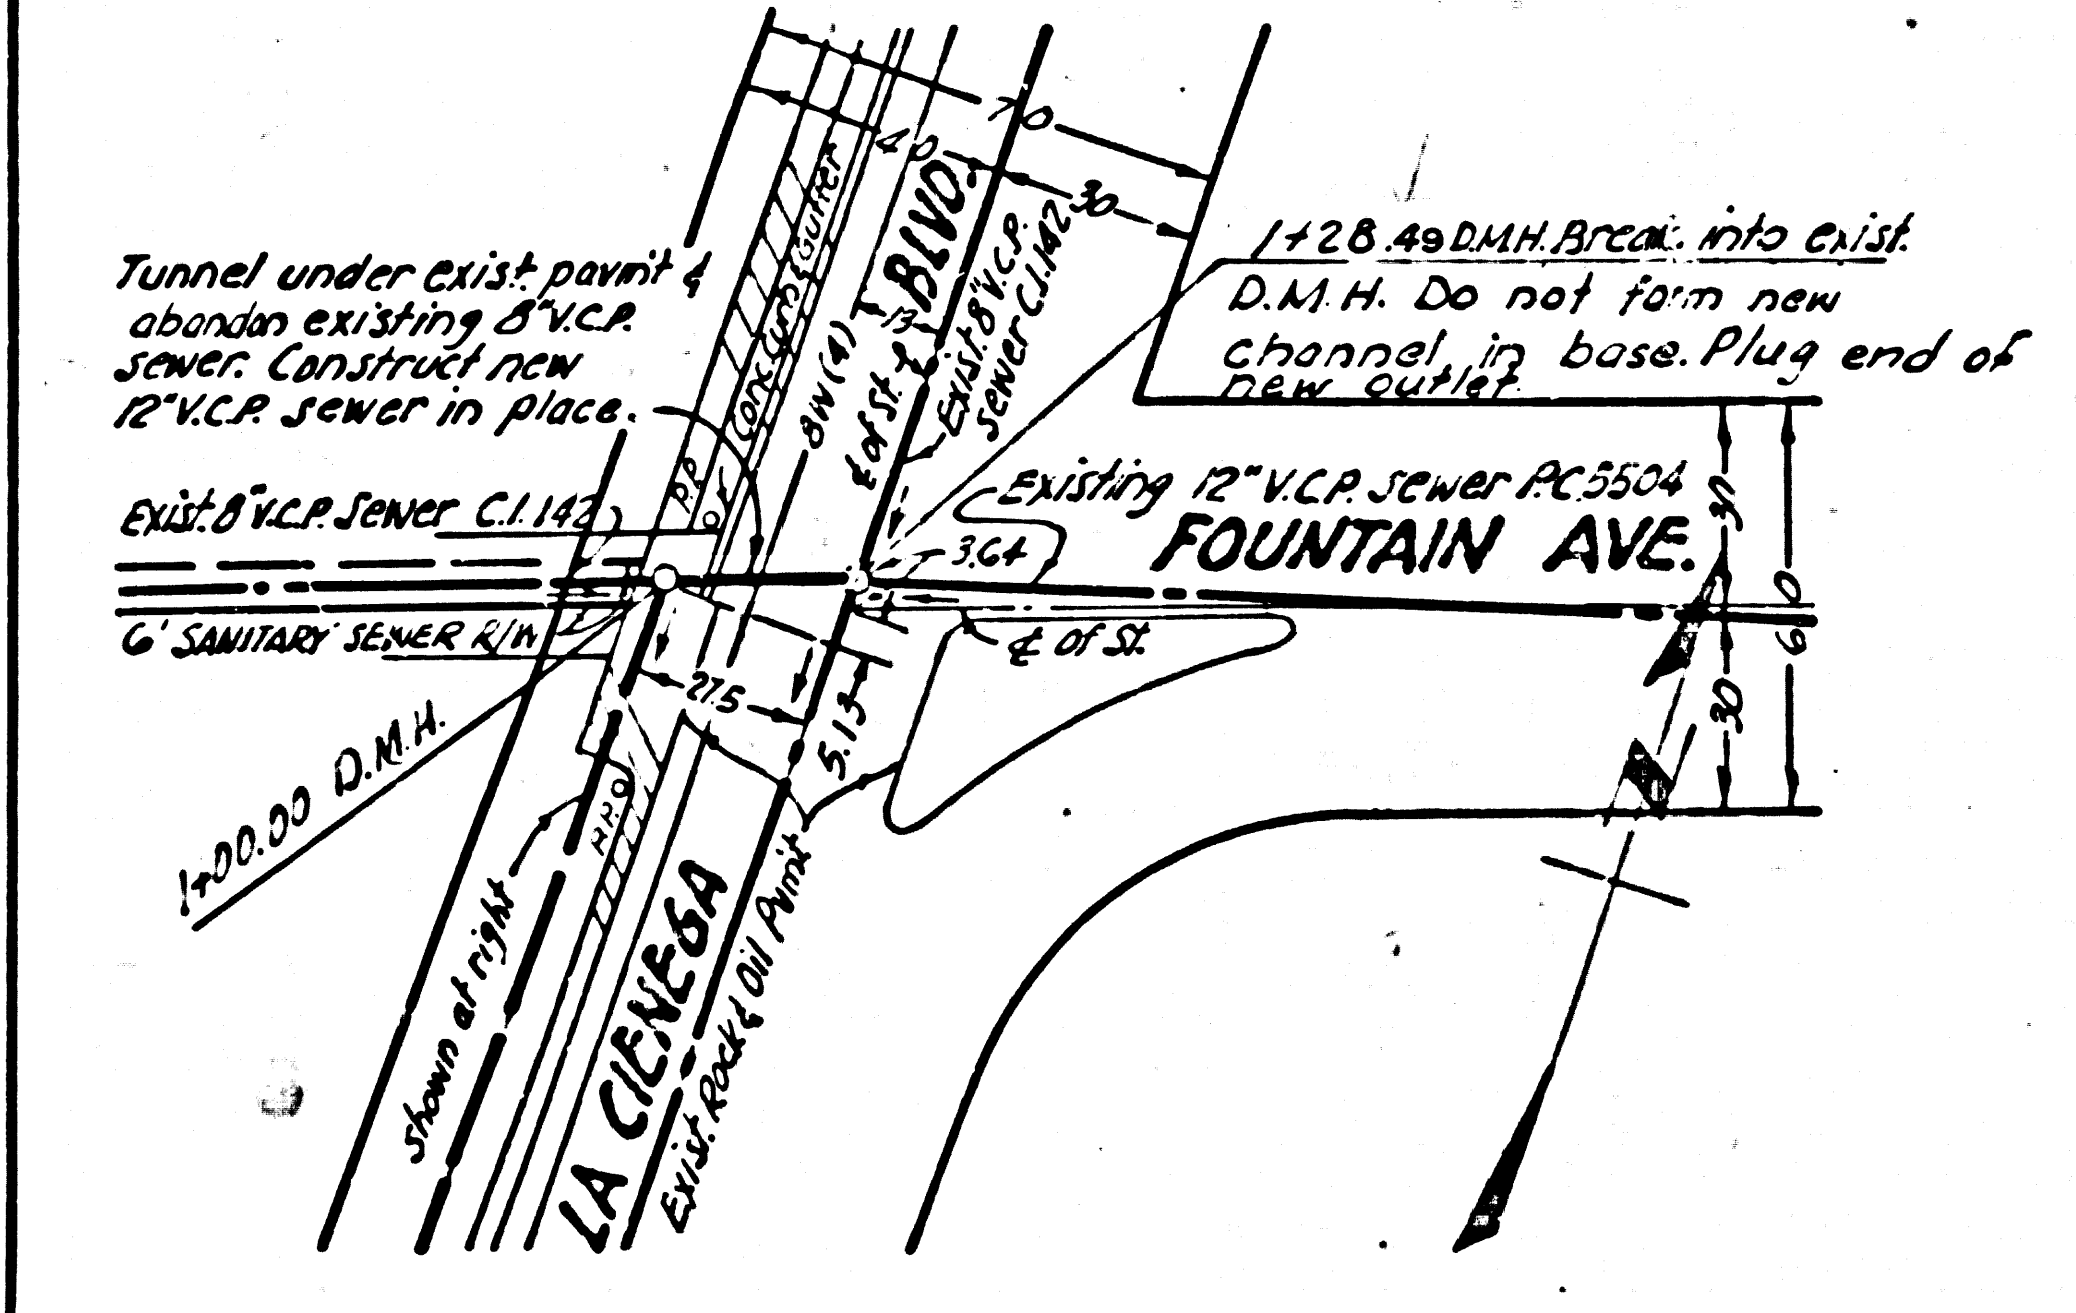 70
40
30
BLVD.
Conc. Curb & Gutter
8W(4)
13
℄ of St.
Exist. 8" V.C.P.
sewer C.I. 142
1+28.49 D.M.H. Break into exist.
D.M.H. Do not form new
channel in base. Plug end of
new outlet.
Tunnel under exist. pavm't &
abandon existing 8" V.C.P.
sewer. Construct new
12" V.C.P. sewer in place.
P.P.
Exist. 8" V.C.P. Sewer C.I. 142
Existing 12" V.C.P. sewer P.C. 5504
FOUNTAIN AVE.
3.64
30
60
30
6' SANITARY SEWER R/W
℄ of St.
27.5
5.13
1+00.00 D.M.H.
shown at right
LA CIENEGA
Exist. Rock & Oil Pvmt
N